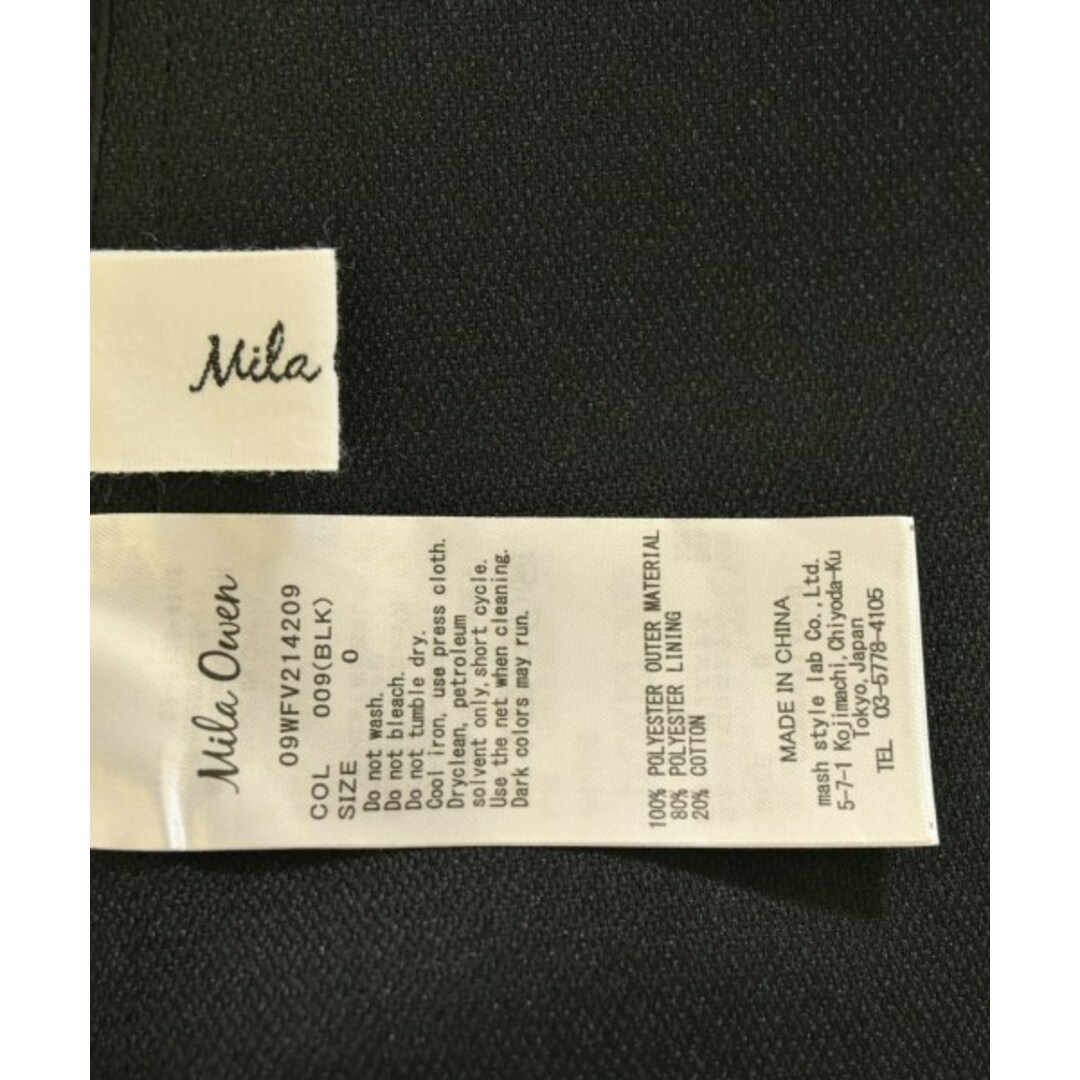 Mila
Mila Owen
09WFV214209
COL 009(BLK)
SIZE 0
Do not wash.
Do not bleach.
Do not tumble dry.
Cool iron, use press cloth.
Dryclean, petroleum
solvent only, short cycle.
Use the net when cleaning.
Dark colors may run.
100% POLYESTER OUTER MATERIAL
80% POLYESTER LINING
20% COTTON
MADE IN CHINA
mash style lab Co.,Ltd.
5-7-1 Kojimachi, Chiyoda-Ku
Tokyo, Japan
TEL 03-5778-4105